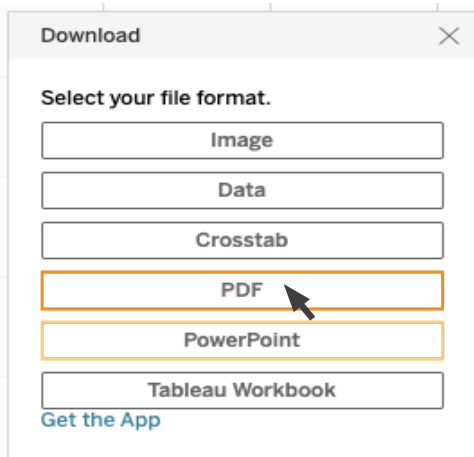 Download
Select your file format.
Image
Data
Crosstab
PDF
PowerPoint
Tableau Workbook
Get the App